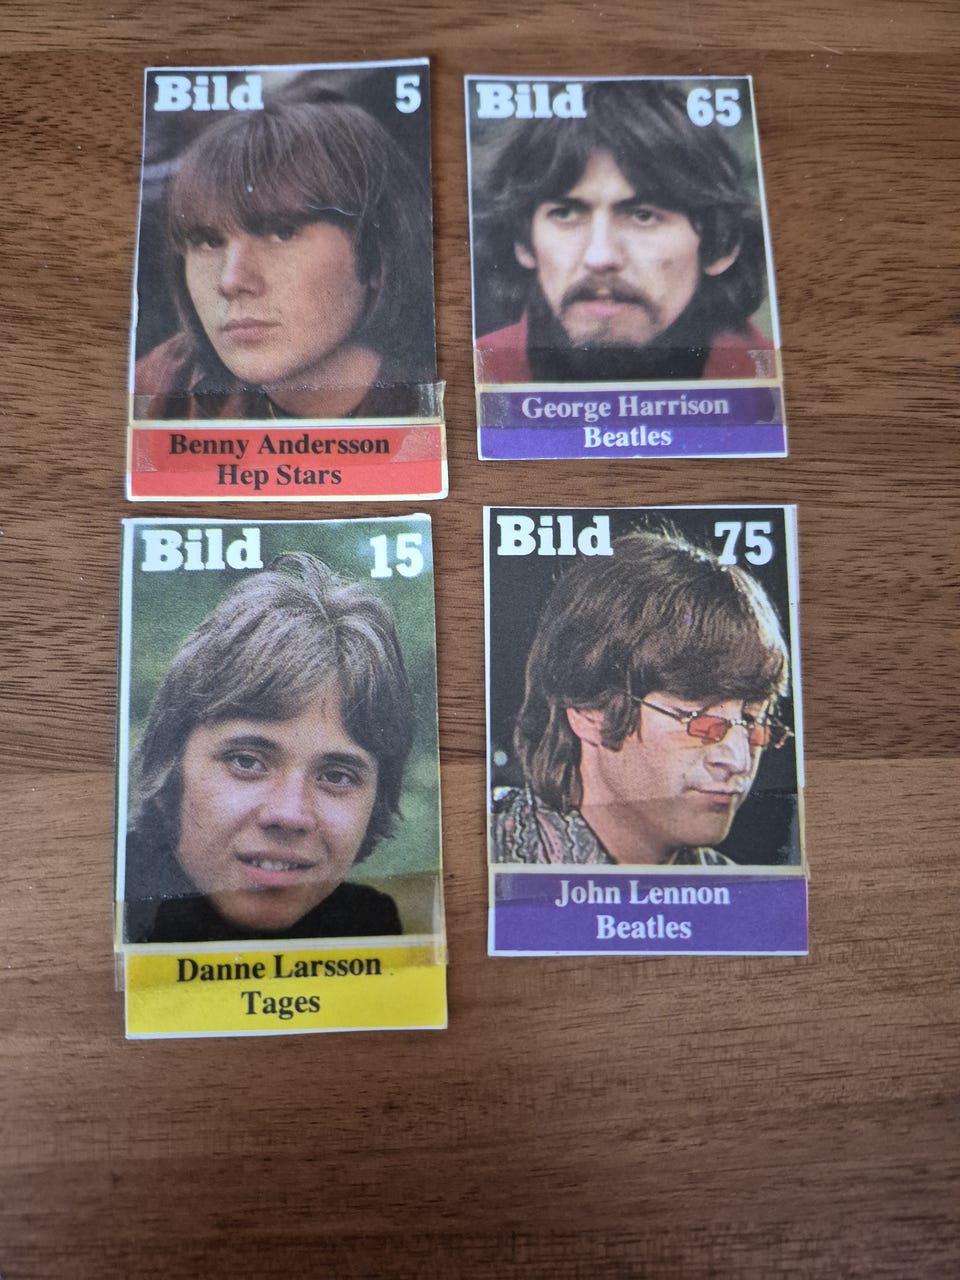 Bild 5
Benny Andersson
Hep Stars
Bild 65
George Harrison
Beatles
Bild 15
Danne Larsson
Tages
Bild 75
John Lennon
Beatles